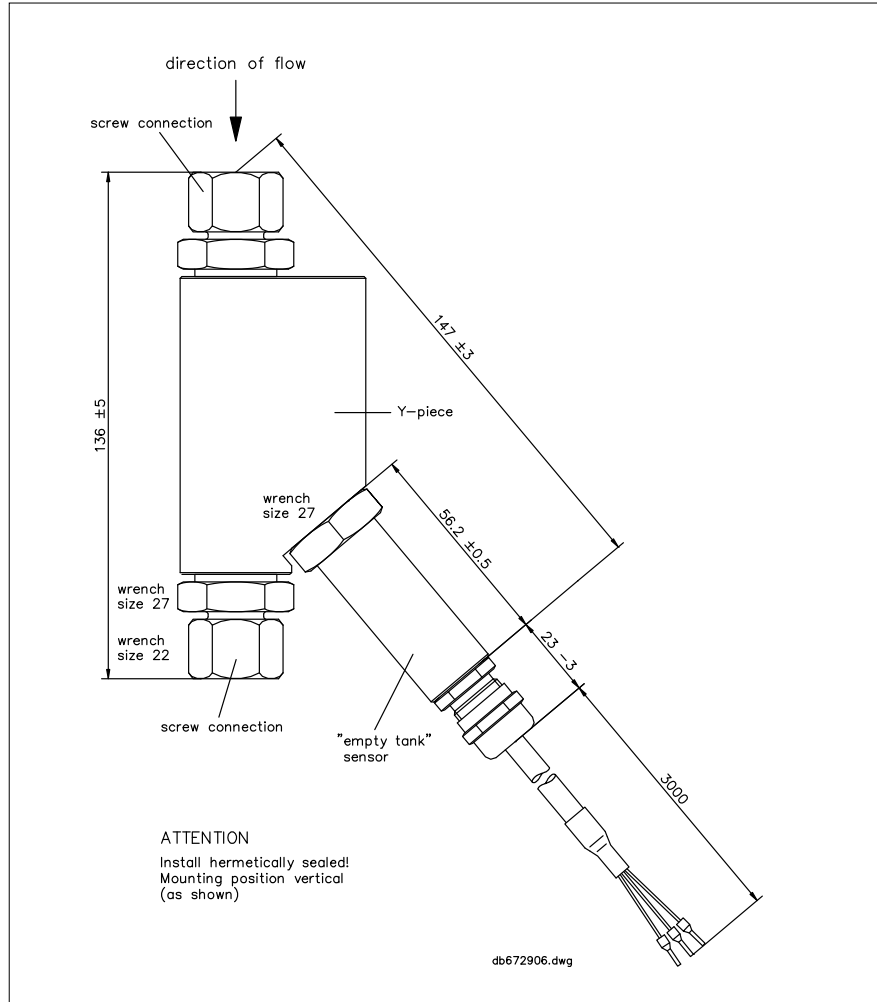 direction of flow
screw connection
147 ±3
136 ±5
Y-piece
wrench
size 27
56.2 ±0.5
wrench
size 27
23 -3
wrench
size 22
screw connection
"empty tank"
sensor
3000
ATTENTION
Install hermetically sealed!
Mounting position vertical
(as shown)
db672906.dwg